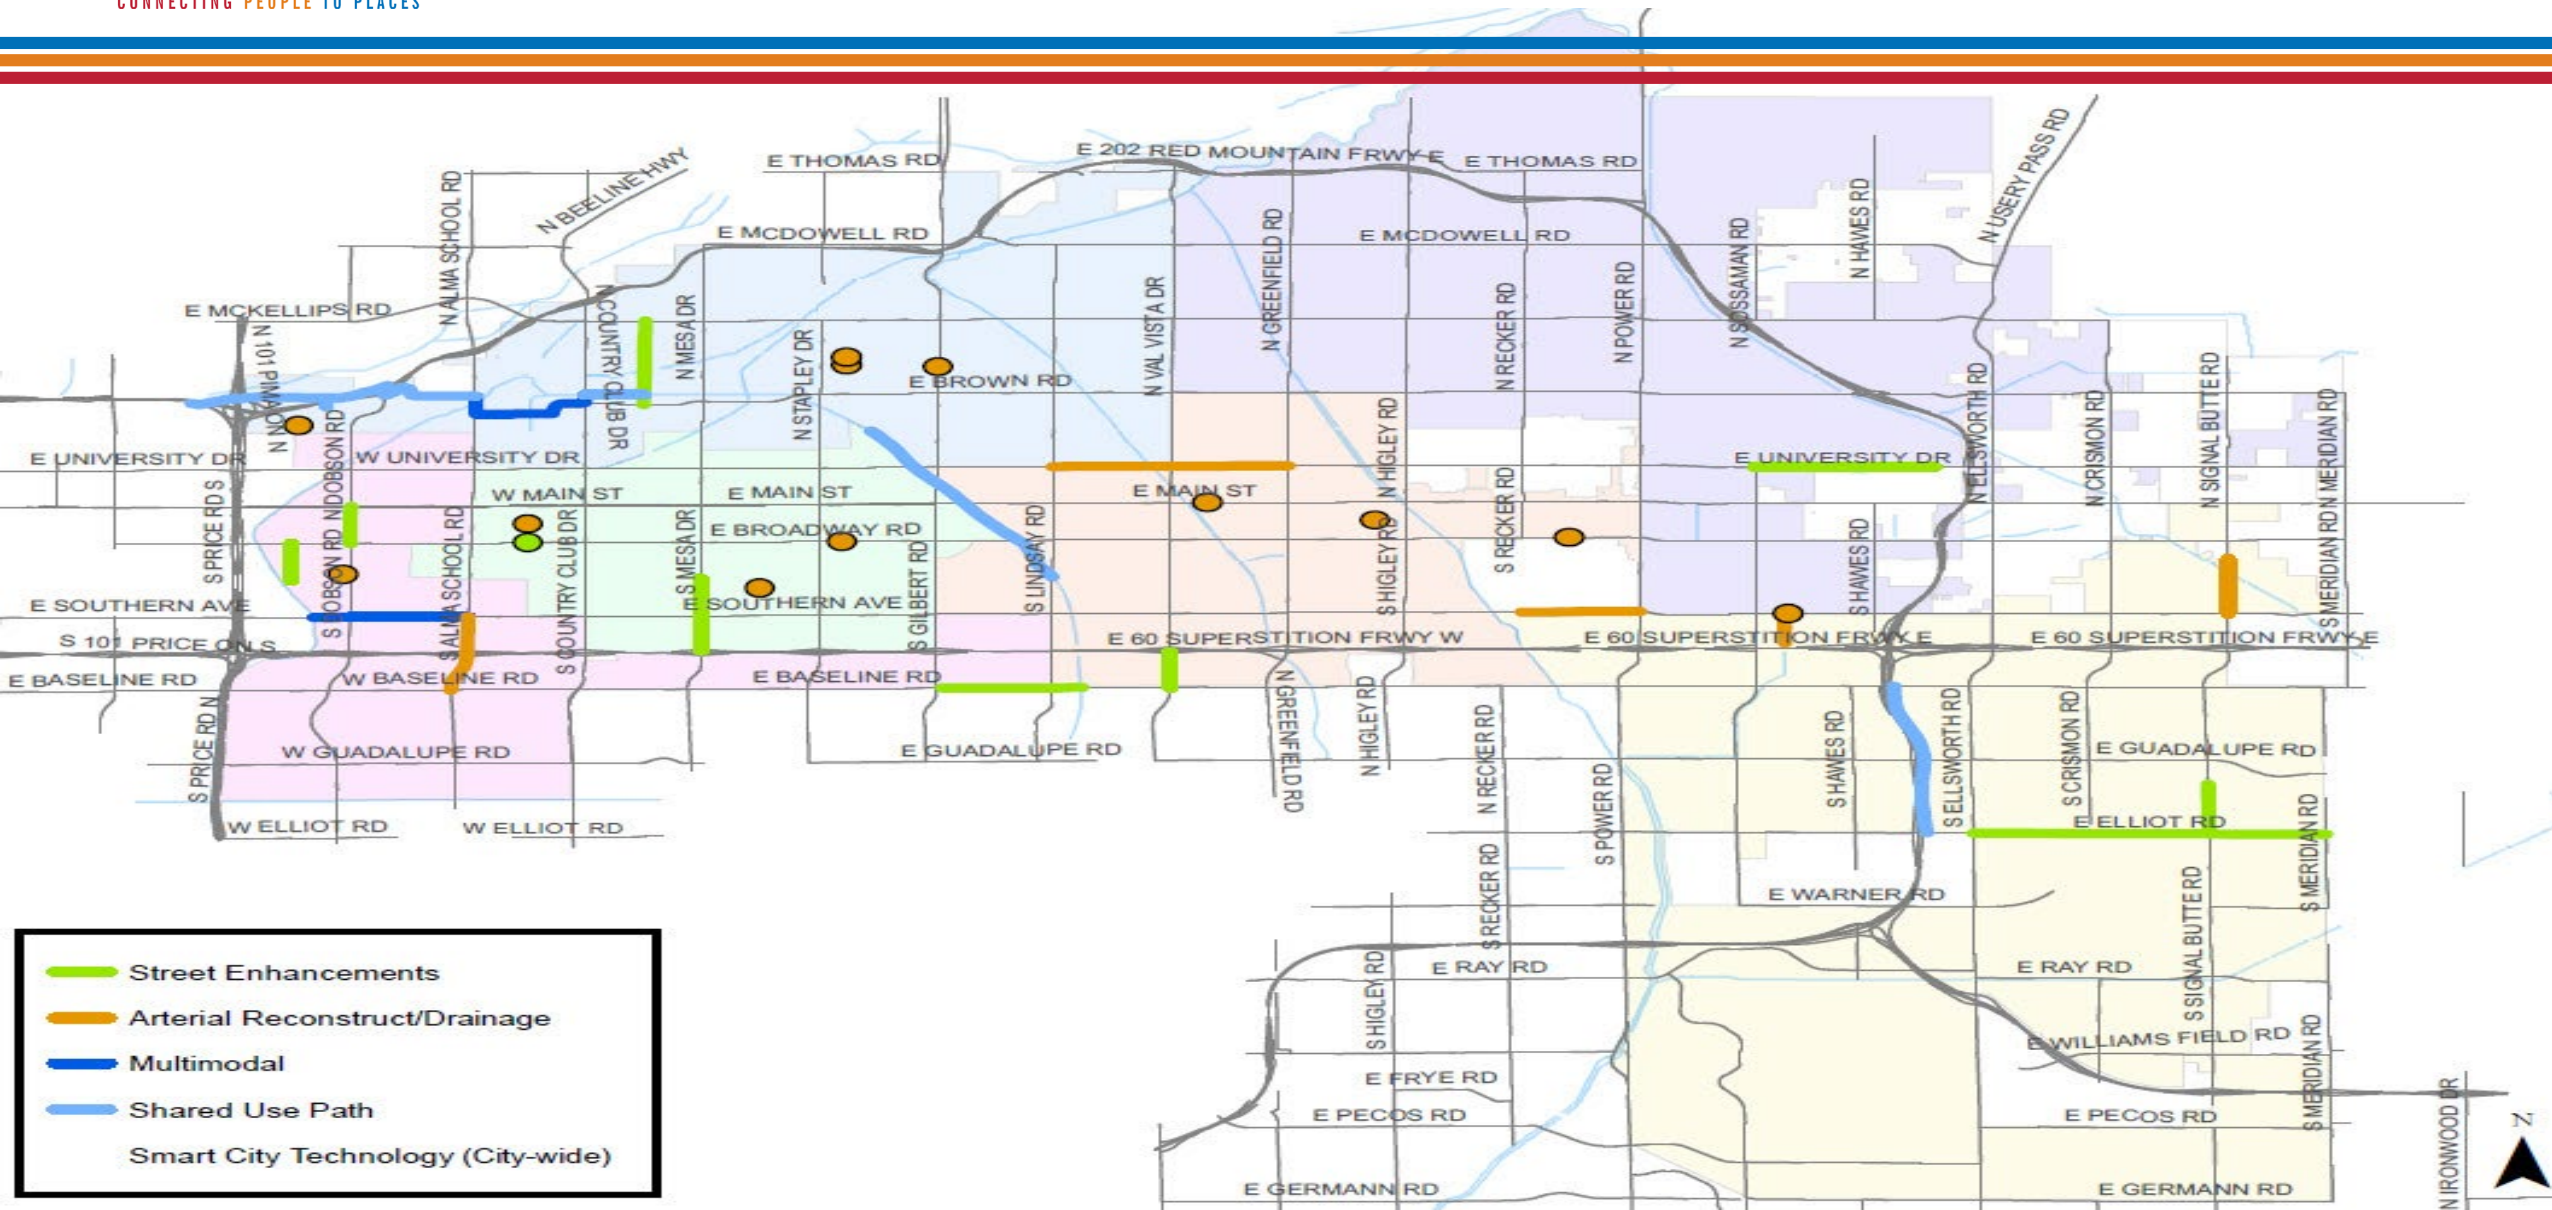 CONNECTING PEOPLE TO PLACES
E 202 RED MOUNTAIN FRWY E
E THOMAS RD
E THOMAS RD
N BEELINE HWY
N USERY PASS RD
N ALMA SCHOOL RD
E MCDOWELL RD
E MCDOWELL RD
N HAWES RD
N SOSSAMAN RD
N GREENFIELD RD
N POWER RD
N RECKER RD
N VAL VISTA DR
E MCKELLIPS RD
N 101 PIMA ON N
N COUNTRY CLUB DR
N MESA DR
N STAPLEY DR
E BROWN RD
N HIGLEY RD
N ELLSWORTH RD
N CRISMON RD
N SIGNAL BUTTE RD
N MERIDIAN RD
E UNIVERSITY DR
N DOBSON RD
W UNIVERSITY DR
E UNIVERSITY DR
W MAIN ST
E MAIN ST
E MAIN ST
E BROADWAY RD
S PRICE RD S
S DOBSON RD
S ALMA SCHOOL RD
S COUNTRY CLUB DR
S MESA DR
S GILBERT RD
S LINDSAY RD
S HIGLEY RD
S RECKER RD
S HAWES RD
S MERIDIAN RD
E SOUTHERN AVE
E SOUTHERN AVE
S 101 PRICE ON S
E 60 SUPERSTITION FRWY W
E 60 SUPERSTITION FRWY E
E 60 SUPERSTITION FRWY E
E BASELINE RD
W BASELINE RD
E BASELINE RD
S PRICE RD N
N GREENFIELD RD
N HIGLEY RD
N RECKER RD
S HAWES RD
S ELLSWORTH RD
S CRISMON RD
W GUADALUPE RD
E GUADALUPE RD
E GUADALUPE RD
S POWER RD
W ELLIOT RD
W ELLIOT RD
E ELLIOT RD
S MERIDIAN RD
S RECKER RD
E WARNER RD
S SIGNAL BUTTE RD
S HIGLEY RD
E RAY RD
E RAY RD
E WILLIAMS FIELD RD
S MERIDIAN RD
E FRYE RD
E PECOS RD
E PECOS RD
E GERMANN RD
E GERMANN RD
N IRONWOOD DR
N
Street Enhancements
Arterial Reconstruct/Drainage
Multimodal
Shared Use Path
Smart City Technology (City-wide)